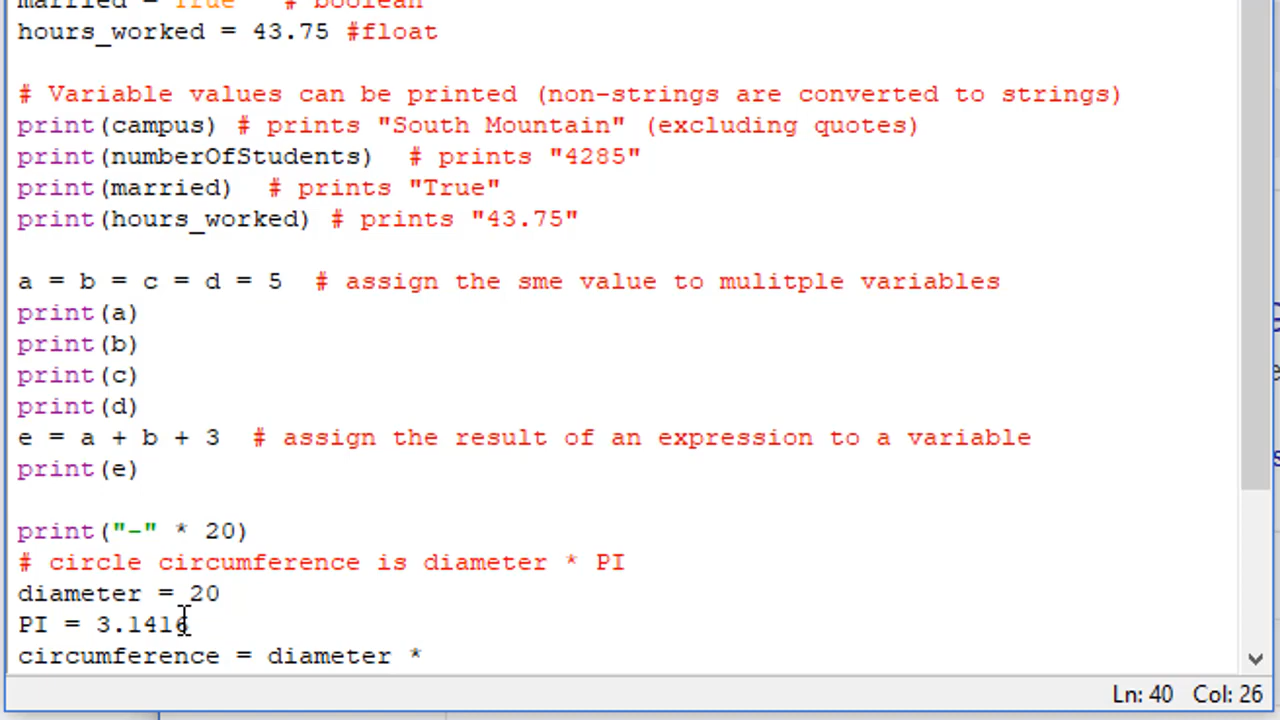 married = True   # boolean
hours_worked = 43.75 #float
# Variable values can be printed (non-strings are converted to strings)
print(campus) # prints "South Mountain" (excluding quotes)
print(numberOfStudents)  # prints "4285"
print(married)  # prints "True"
print(hours_worked) # prints "43.75"
a = b = c = d = 5  # assign the sme value to mulitple variables
print(a)
print(b)
print(c)
print(d)
e = a + b + 3  # assign the result of an expression to a variable
print(e)
print("-" * 20)
# circle circumference is diameter * PI
diameter = 20
PI = 3.1416
circumference = diameter *
Ln: 40   Col: 26